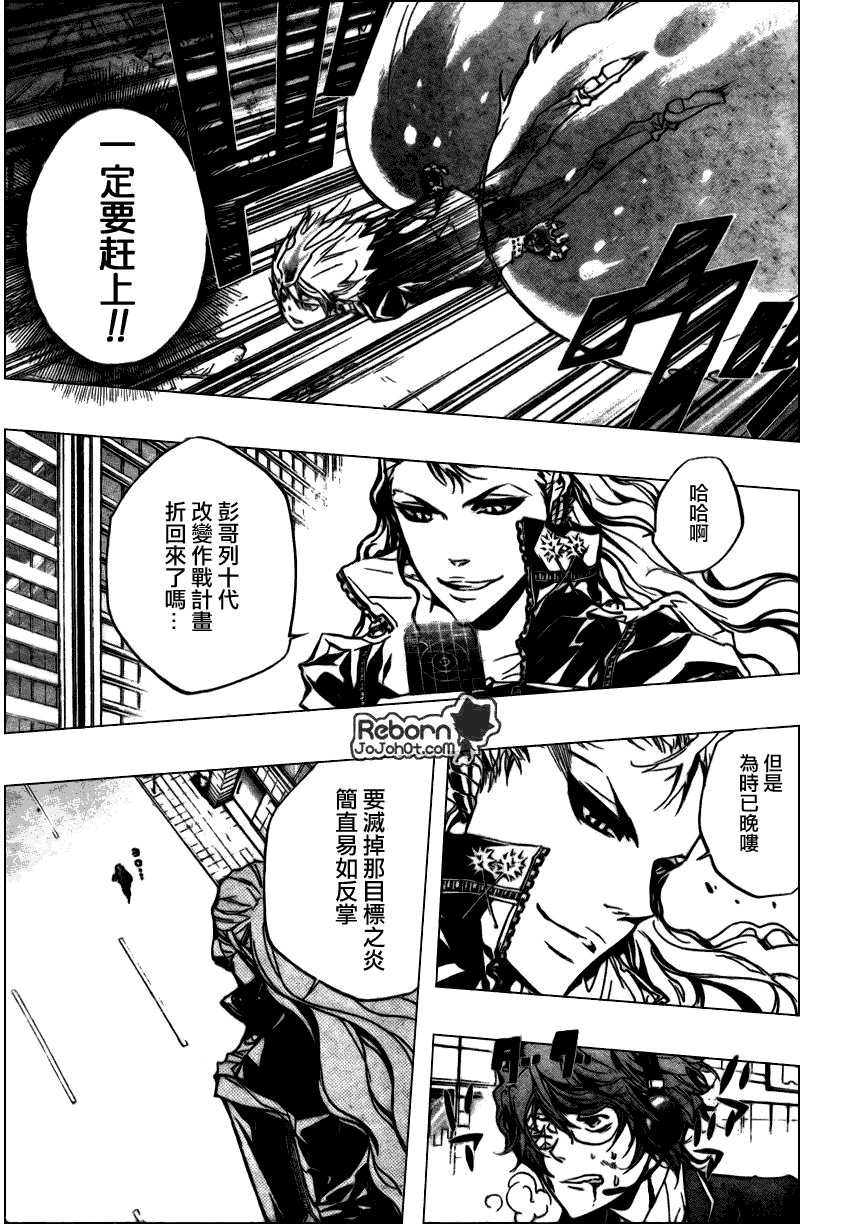 一定要赶上!!
哈哈啊
彭哥列十代
改變作戰計畫
折回來了嗎…
Reborn
JoJoHOt.com
但是
為時已晚嘍
要滅掉那目標之炎
簡直易如反掌